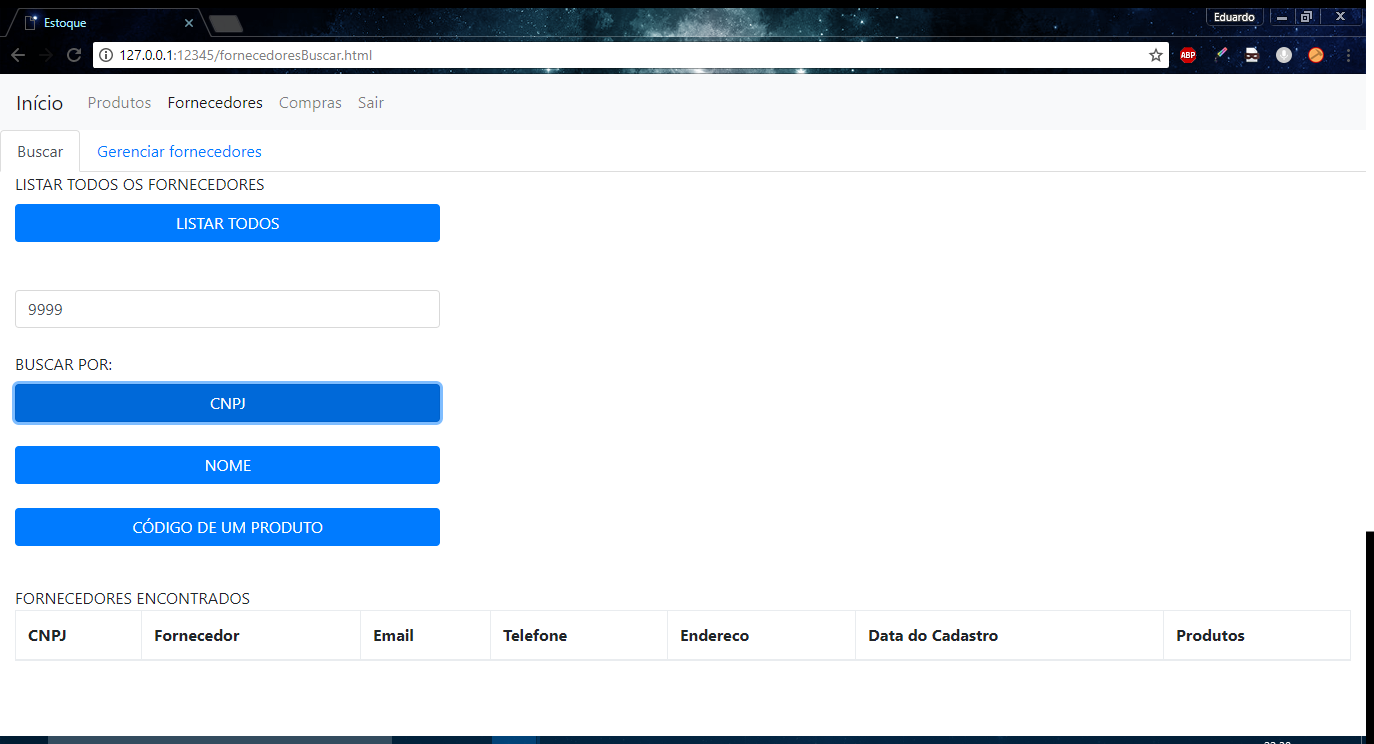 Estoque
Eduardo
127.0.0.1:12345/fornecedoresBuscar.html
ABP
Início Produtos Fornecedores Compras Sair
Buscar Gerenciar fornecedores
LISTAR TODOS OS FORNECEDORES
LISTAR TODOS
9999
BUSCAR POR:
CNPJ
NOME
CÓDIGO DE UM PRODUTO
FORNECEDORES ENCONTRADOS
CNPJ Fornecedor Email Telefone Endereco Data do Cadastro Produtos